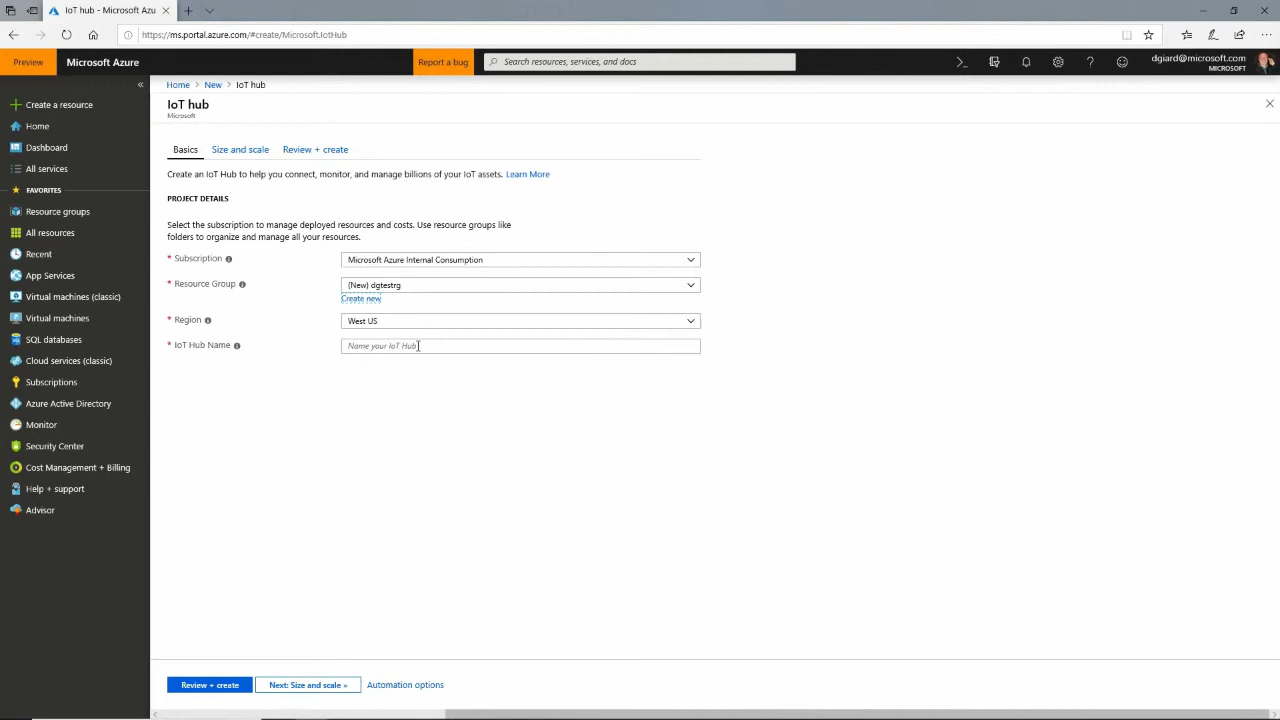 IoT hub - Microsoft Azu
https://ms.portal.azure.com/#create/Microsoft.IotHub
Preview
Microsoft Azure
Report a bug
Search resources, services, and docs
dgiard@microsoft.com
MICROSOFT
Create a resource
Home
Dashboard
All services
FAVORITES
Resource groups
All resources
Recent
App Services
Virtual machines (classic)
Virtual machines
SQL databases
Cloud services (classic)
Subscriptions
Azure Active Directory
Monitor
Security Center
Cost Management + Billing
Help + support
Advisor
Home > New > IoT hub
IoT hub
Microsoft
Basics Size and scale Review + create
Create an IoT Hub to help you connect, monitor, and manage billions of your IoT assets. Learn More
PROJECT DETAILS
Select the subscription to manage deployed resources and costs. Use resource groups like
folders to organize and manage all your resources.
* Subscription Microsoft Azure Internal Consumption
* Resource Group (New) dgtestrg
Create new
* Region West US
* IoT Hub Name Name your IoT Hub
Review + create Next: Size and scale » Automation options